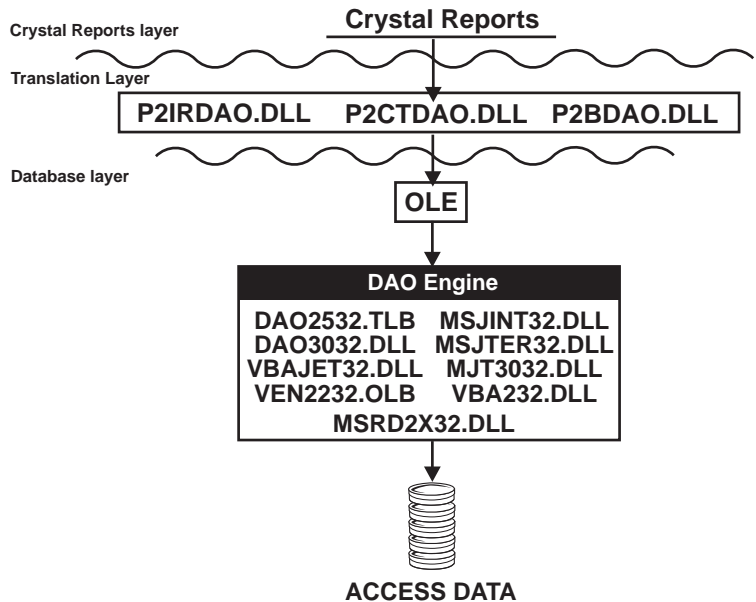 Crystal Reports layer
Crystal Reports
Translation Layer
P2IRDAO.DLL P2CTDAO.DLL P2BDAO.DLL
Database layer
OLE
DAO Engine
DAO2532.TLB MSJINT32.DLL
DAO3032.DLL MSJTER32.DLL
VBAJET32.DLL MJT3032.DLL
VEN2232.OLB VBA232.DLL
MSRD2X32.DLL
ACCESS DATA